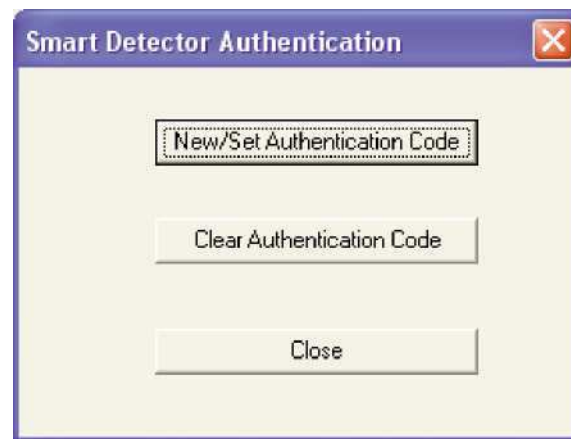 Smart Detector Authentication
New/Set Authentication Code
Clear Authentication Code
Close